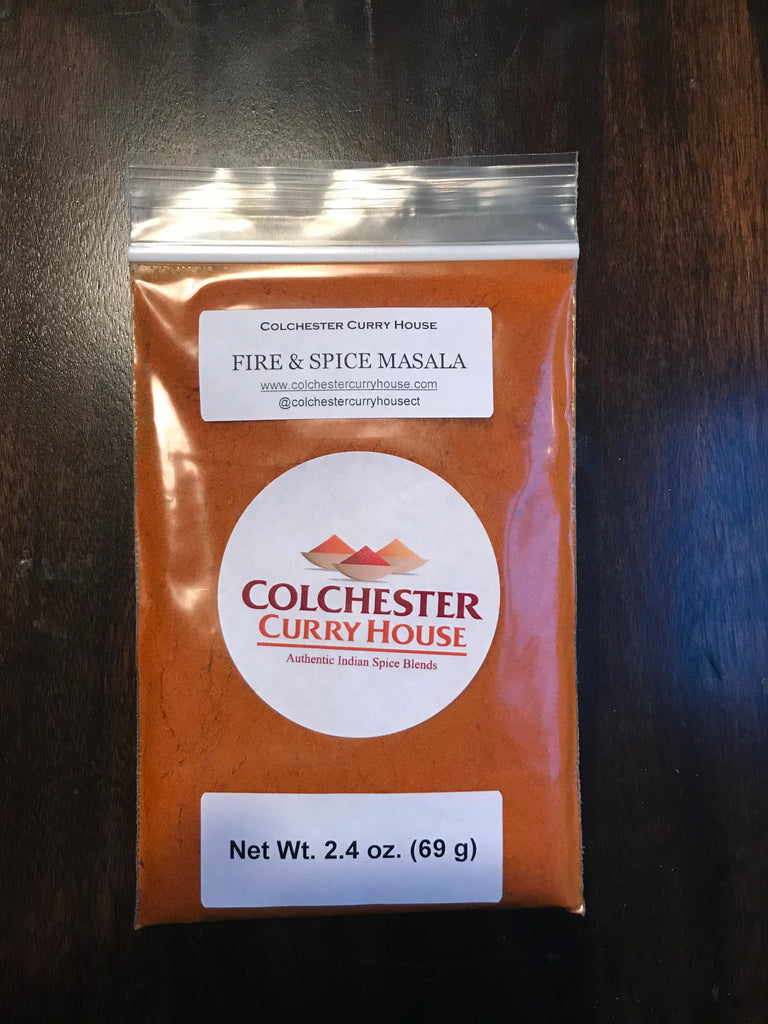 COLCHESTER CURRY HOUSE
FIRE & SPICE MASALA
www.colchestercurryhouse.com
@colchestercurryhousect
COLCHESTER
CURRY HOUSE
Authentic Indian Spice Blends
Net Wt. 2.4 oz. (69 g)